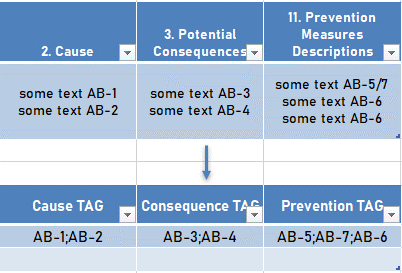 2. Cause
3. Potential
Consequences
11. Prevention
Measures
Descriptions
some text AB-1
some text AB-2
some text AB-3
some text AB-4
some text AB-5/7
some text AB-6
some text AB-6
Cause TAG
Consequence TAG
Prevention TAG
AB-1;AB-2
AB-3;AB-4
AB-5;AB-7;AB-6